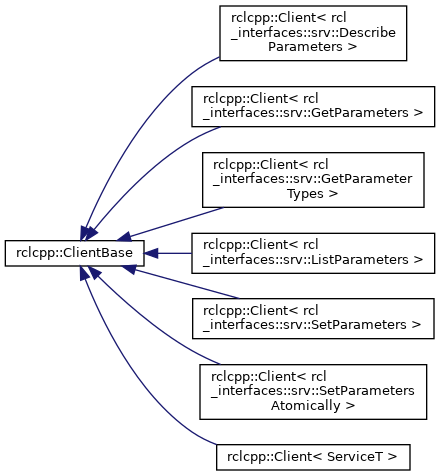 rclcpp::Client< rcl
_interfaces::srv::Describe
Parameters >
rclcpp::Client< rcl
_interfaces::srv::GetParameters >
rclcpp::Client< rcl
_interfaces::srv::GetParameter
Types >
rclcpp::ClientBase
rclcpp::Client< rcl
_interfaces::srv::ListParameters >
rclcpp::Client< rcl
_interfaces::srv::SetParameters >
rclcpp::Client< rcl
_interfaces::srv::SetParameters
Atomically >
rclcpp::Client< ServiceT >